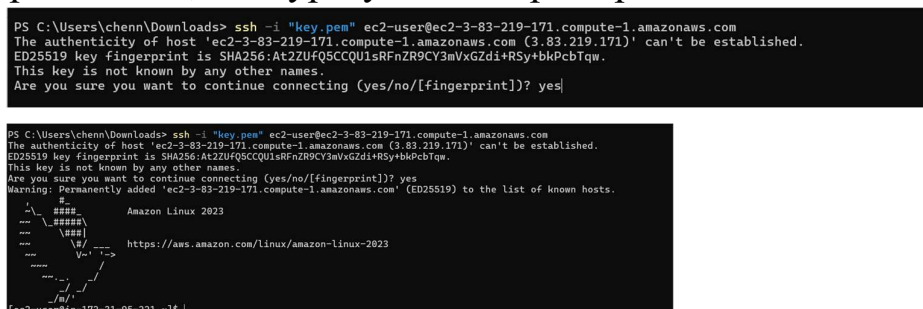 PS C:\Users\chenn\Downloads> ssh -i "key.pem" ec2-user@ec2-3-83-219-171.compute-1.amazonaws.com
The authenticity of host 'ec2-3-83-219-171.compute-1.amazonaws.com (3.83.219.171)' can't be established.
ED25519 key fingerprint is SHA256:At2ZUfQ5CCQU1sRFnZR9CY3mVxGZdi+RSy+bkPcbTqw.
This key is not known by any other names.
Are you sure you want to continue connecting (yes/no/[fingerprint])? yes
PS C:\Users\chenn\Downloads> ssh -i "key.pem" ec2-user@ec2-3-83-219-171.compute-1.amazonaws.com
The authenticity of host 'ec2-3-83-219-171.compute-1.amazonaws.com (3.83.219.171)' can't be established.
ED25519 key fingerprint is SHA256:At2ZUfQ5CCQU1sRFnZR9CY3mVxGZdi+RSy+bkPcbTqw.
This key is not known by any other names.
Are you sure you want to continue connecting (yes/no/[fingerprint])? yes
Warning: Permanently added 'ec2-3-83-219-171.compute-1.amazonaws.com' (ED25519) to the list of known hosts.
   ,     #_
   ~\_  ####_        Amazon Linux 2023
  ~~  \_#####\
  ~~     \###|
  ~~       \#/ ___   https://aws.amazon.com/linux/amazon-linux-2023
   ~~       V~' '->
    ~~~         /
      ~~._.   _/
         _/ _/
       _/m/'